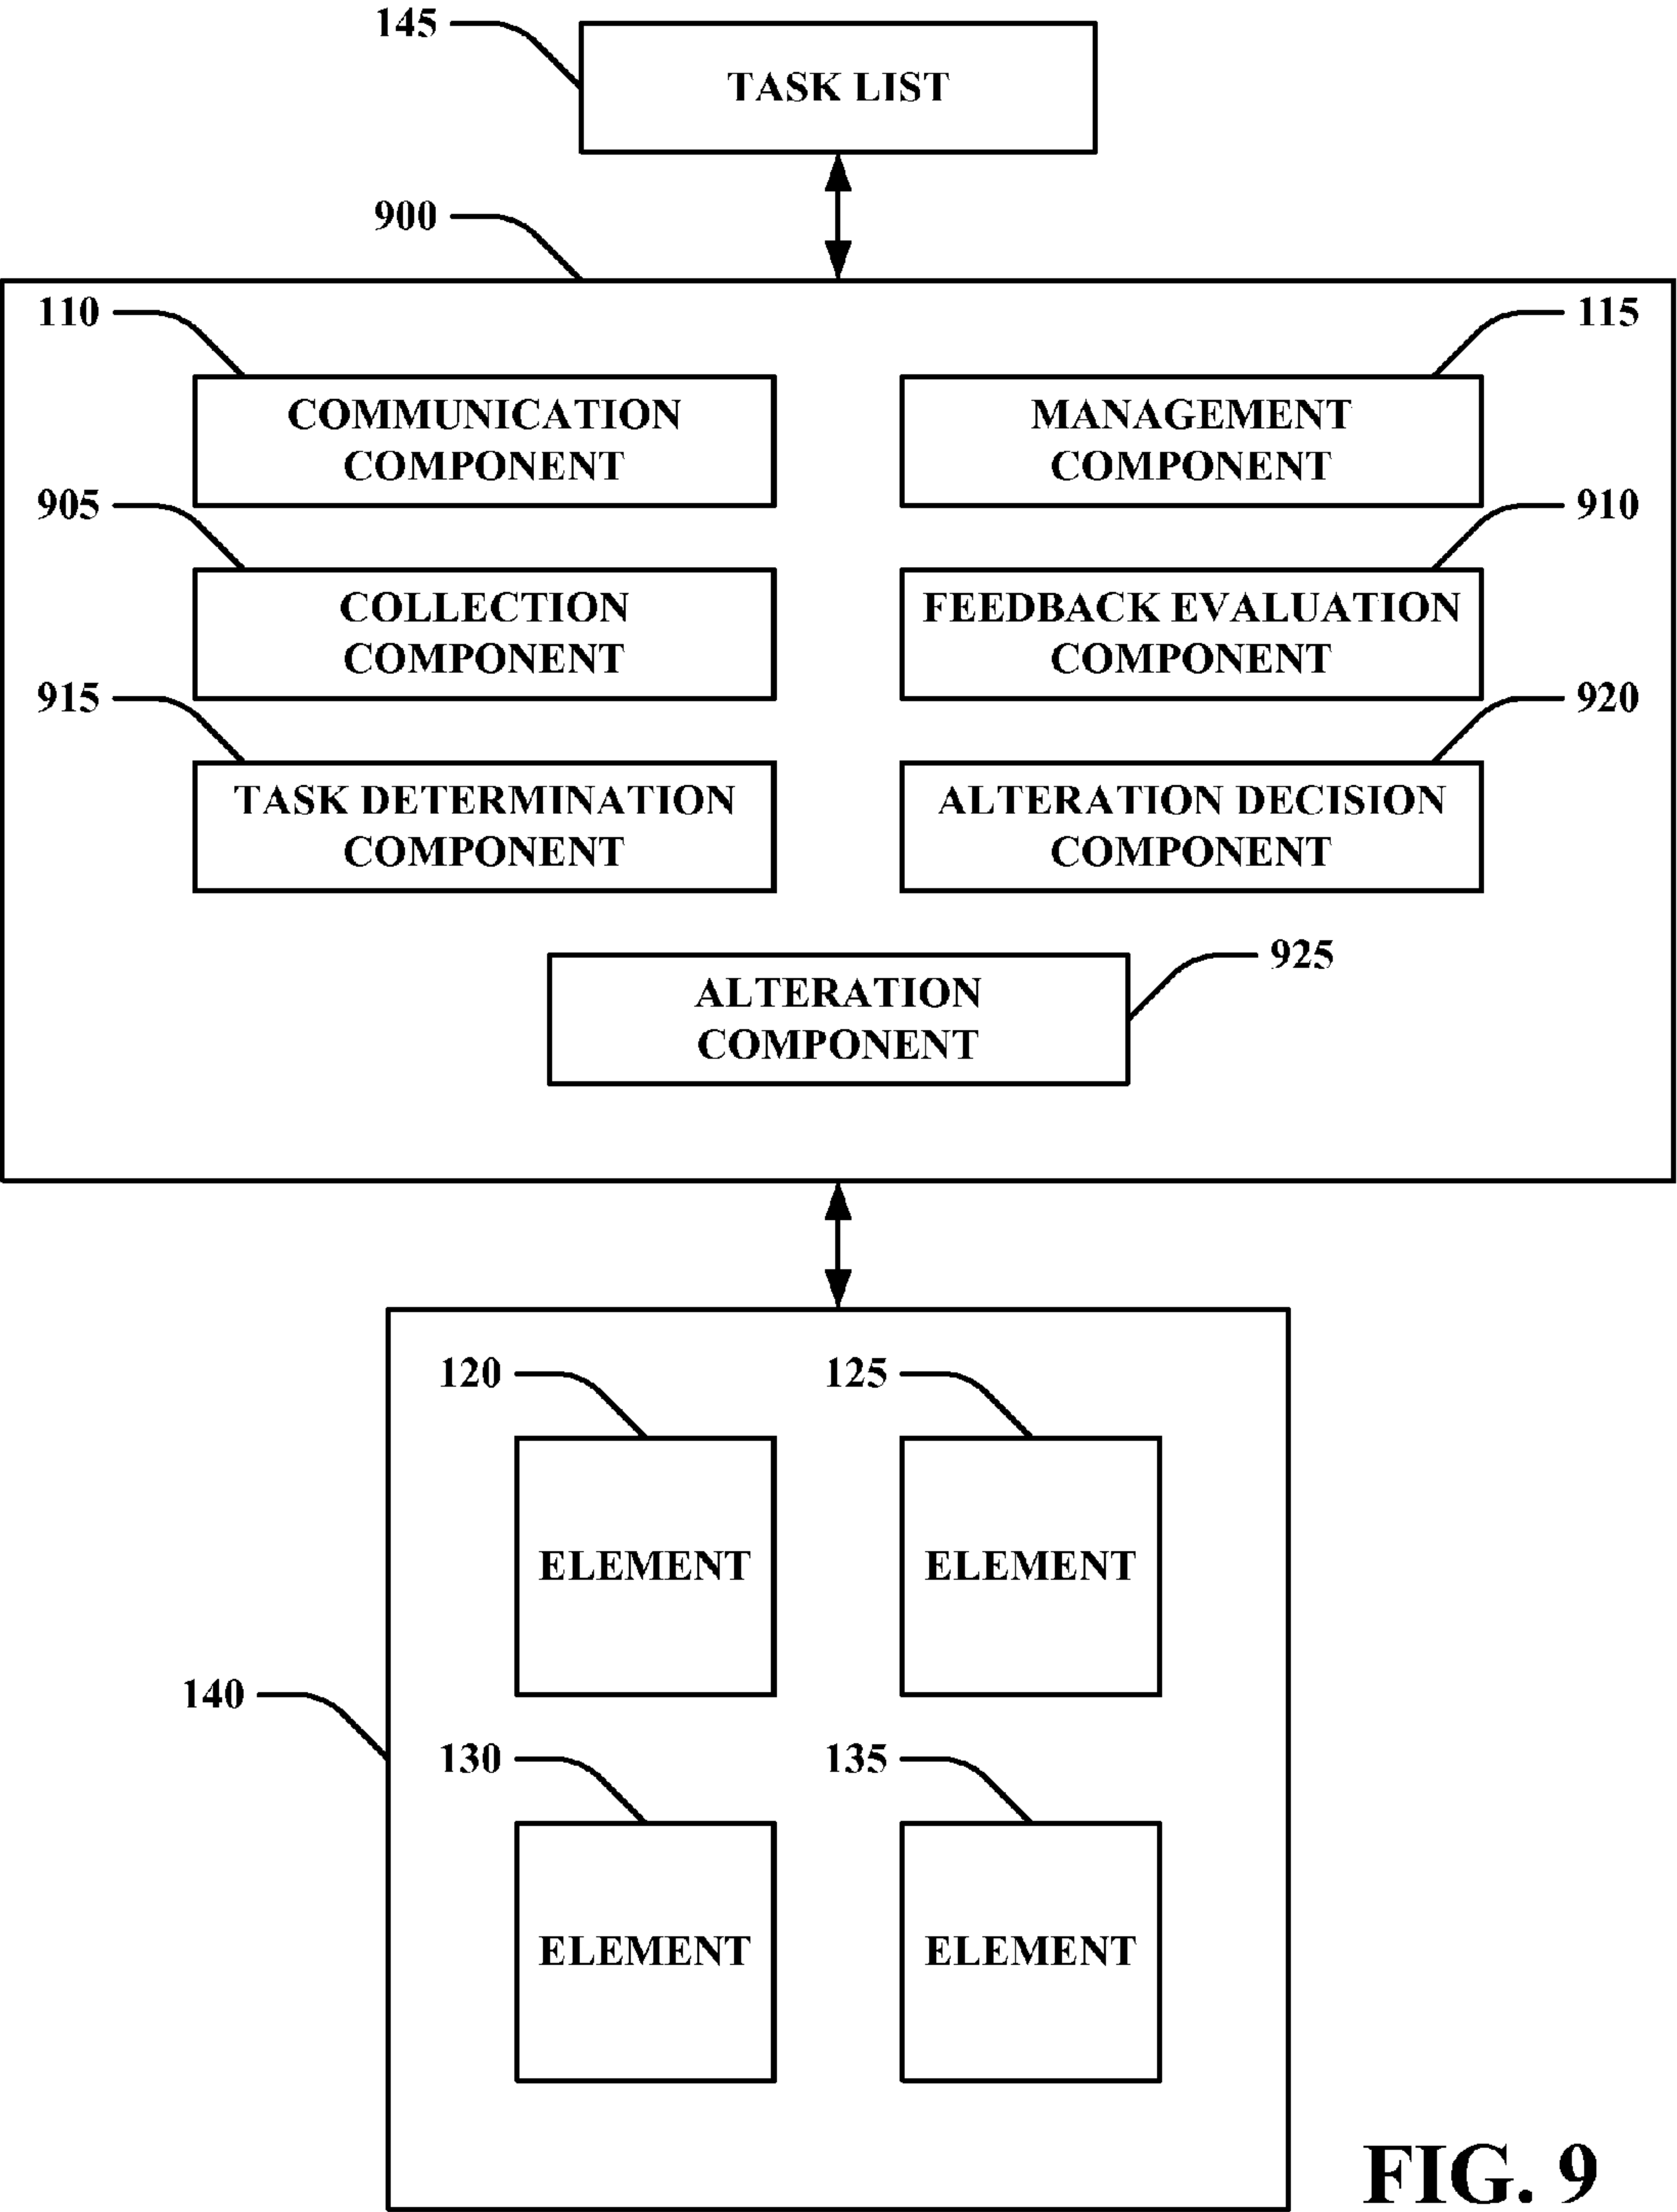 145
TASK LIST
900
110
115
COMMUNICATION
COMPONENT
MANAGEMENT
COMPONENT
905
910
COLLECTION
COMPONENT
FEEDBACK EVALUATION
COMPONENT
915
920
TASK DETERMINATION
COMPONENT
ALTERATION DECISION
COMPONENT
925
ALTERATION
COMPONENT
120
125
ELEMENT
ELEMENT
140
130
135
ELEMENT
ELEMENT
FIG. 9